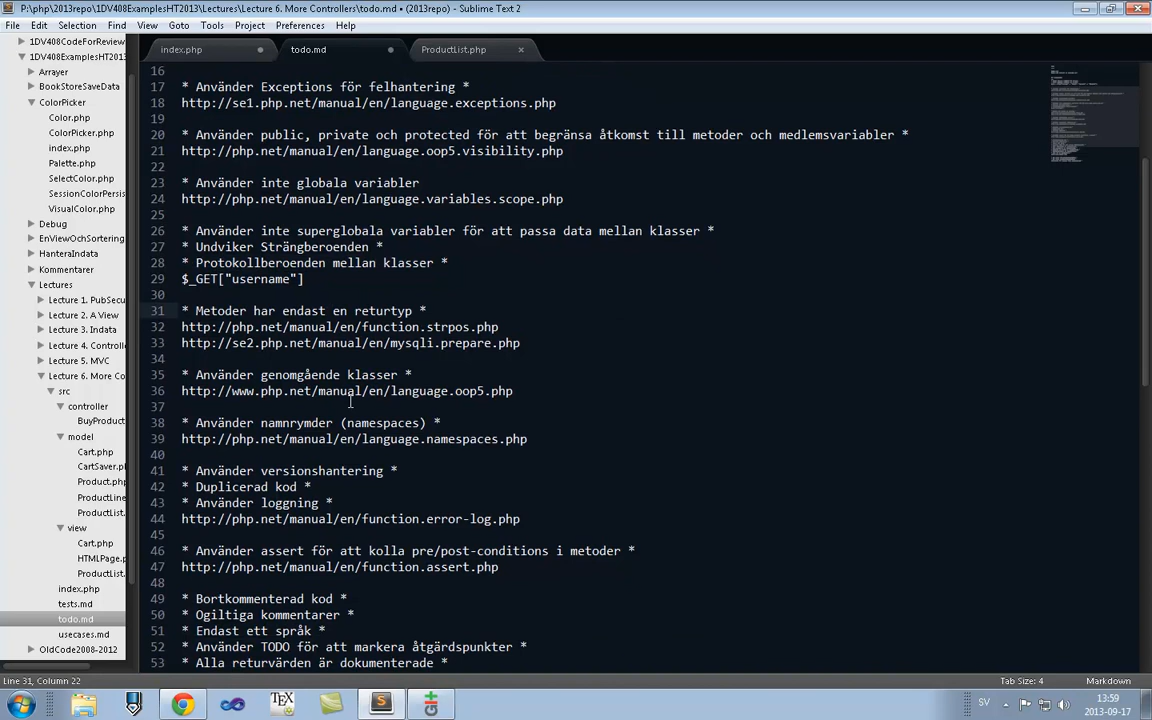 P:\php\2013repo\1DV408ExamplesHT2013\Lectures\Lecture 6. More Controllers\todo.md • (2013repo) - Sublime Text 2
File Edit Selection Find View Goto Tools Project Preferences Help
1DV408CodeForReview
1DV408ExamplesHT2013
Arrayer
BookStoreSaveData
ColorPicker
Color.php
ColorPicker.php
index.php
Palette.php
SelectColor.php
SessionColorPersis
VisualColor.php
Debug
EnViewOchSortering
HanteraIndata
Kommentarer
Lectures
Lecture 1. PubSecu
Lecture 2. A View
Lecture 3. Indata
Lecture 4. Controll
Lecture 5. MVC
Lecture 6. More Co
src
controller
BuyProduct
model
Cart.php
CartSaver.ph
Product.php
ProductLine
ProductList.
view
Cart.php
HTMLPage.p
ProductList.
index.php
tests.md
todo.md
usecases.md
OldCode2008-2012
index.php todo.md ProductList.php
16
17 * Använder Exceptions för felhantering *
18 http://se1.php.net/manual/en/language.exceptions.php
19
20 * Använder public, private och protected för att begränsa åtkomst till metoder och medlemsvariabler *
21 http://php.net/manual/en/language.oop5.visibility.php
22
23 * Använder inte globala variabler
24 http://php.net/manual/en/language.variables.scope.php
25
26 * Använder inte superglobala variabler för att passa data mellan klasser *
27 * Undviker Strängberoenden *
28 * Protokollberoenden mellan klasser *
29 $_GET["username"]
30
31 * Metoder har endast en returtyp *
32 http://php.net/manual/en/function.strpos.php
33 http://se2.php.net/manual/en/mysqli.prepare.php
34
35 * Använder genomgående klasser *
36 http://www.php.net/manual/en/language.oop5.php
37
38 * Använder namnrymder (namespaces) *
39 http://php.net/manual/en/language.namespaces.php
40
41 * Använder versionshantering *
42 * Duplicerad kod *
43 * Använder loggning *
44 http://php.net/manual/en/function.error-log.php
45
46 * Använder assert för att kolla pre/post-conditions i metoder *
47 http://php.net/manual/en/function.assert.php
48
49 * Bortkommenterad kod *
50 * Ogiltiga kommentarer *
51 * Endast ett språk *
52 * Använder TODO för att markera åtgärdspunkter *
53 * Alla returvärden är dokumenterade *
Line 31, Column 22 Tab Size: 4 Markdown
SV 13:59
2013-09-17